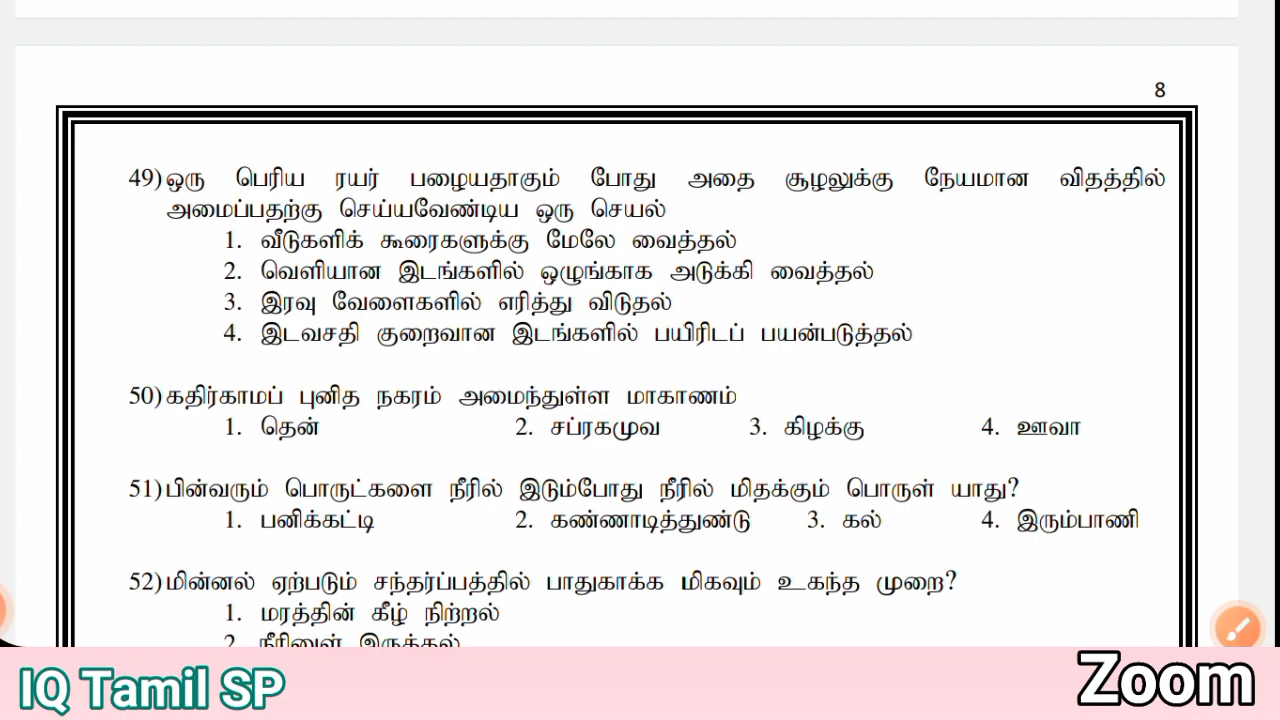 8
49) ஒரு பெரிய ரயர் பழையதாகும் போது அதை சூழலுக்கு நேயமான விதத்தில்
அமைப்பதற்கு செய்யவேண்டிய ஒரு செயல்
1. வீடுகளிக் கூரைகளுக்கு மேலே வைத்தல்
2. வெளியான இடங்களில் ஒழுங்காக அடுக்கி வைத்தல்
3. இரவு வேளைகளில் எரித்து விடுதல்
4. இடவசதி குறைவான இடங்களில் பயிரிடப் பயன்படுத்தல்
50) கதிர்காமப் புனித நகரம் அமைந்துள்ள மாகாணம்
1. தென் 2. சப்ரகமுவ 3. கிழக்கு 4. ஊவா
51) பின்வரும் பொருட்களை நீரில் இடும்போது நீரில் மிதக்கும் பொருள் யாது?
1. பனிக்கட்டி 2. கண்ணாடித்துண்டு 3. கல் 4. இரும்பாணி
52) மின்னல் ஏற்படும் சந்தர்ப்பத்தில் பாதுகாக்க மிகவும் உகந்த முறை?
1. மரத்தின் கீழ் நிற்றல்
2. நீரினுள் இருக்கல்
IQ Tamil SP
Zoom